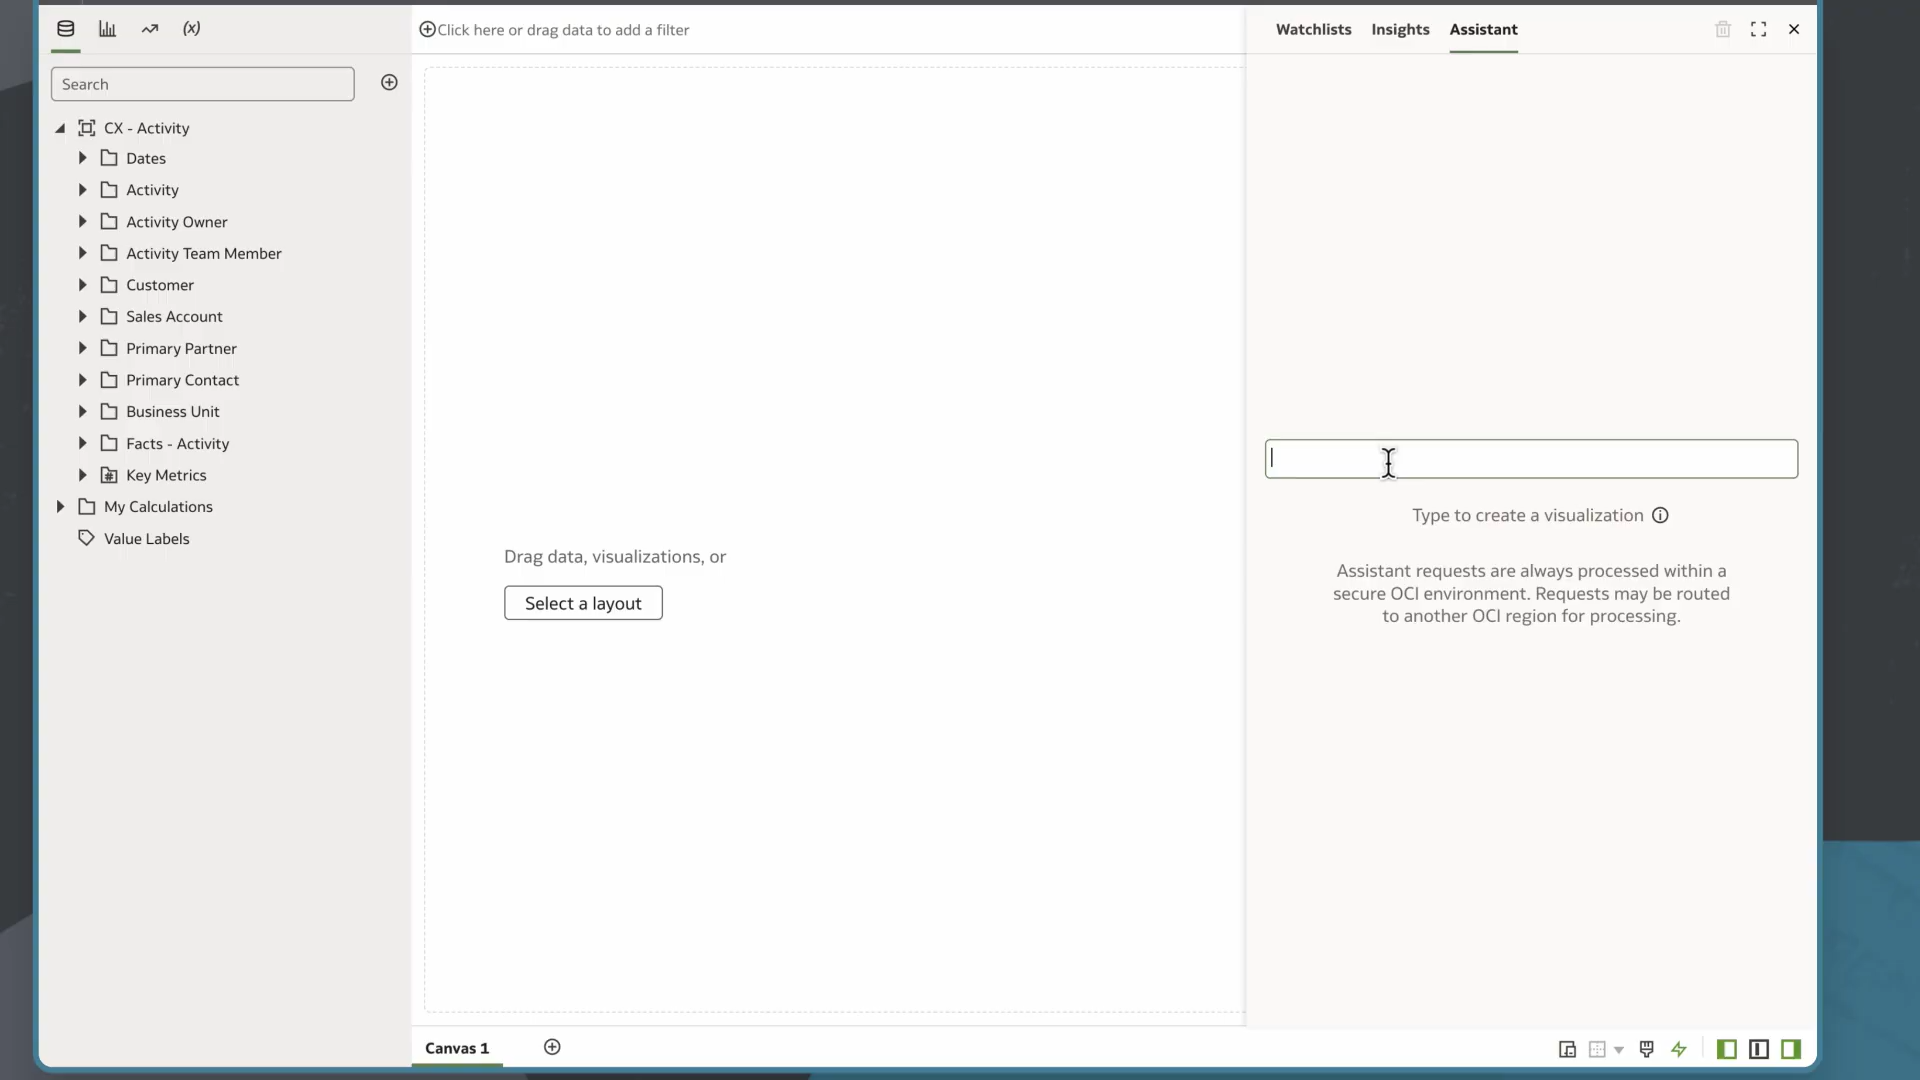 (x)
Click here or drag data to add a filter
Watchlists Insights Assistant
Search
CX - Activity
Dates
Activity
Activity Owner
Activity Team Member
Customer
Sales Account
Primary Partner
Primary Contact
Business Unit
Facts - Activity
Key Metrics
My Calculations
Value Labels
Drag data, visualizations, or
Select a layout
Type to create a visualization
Assistant requests are always processed within a
secure OCI environment. Requests may be routed
to another OCI region for processing.
Canvas 1